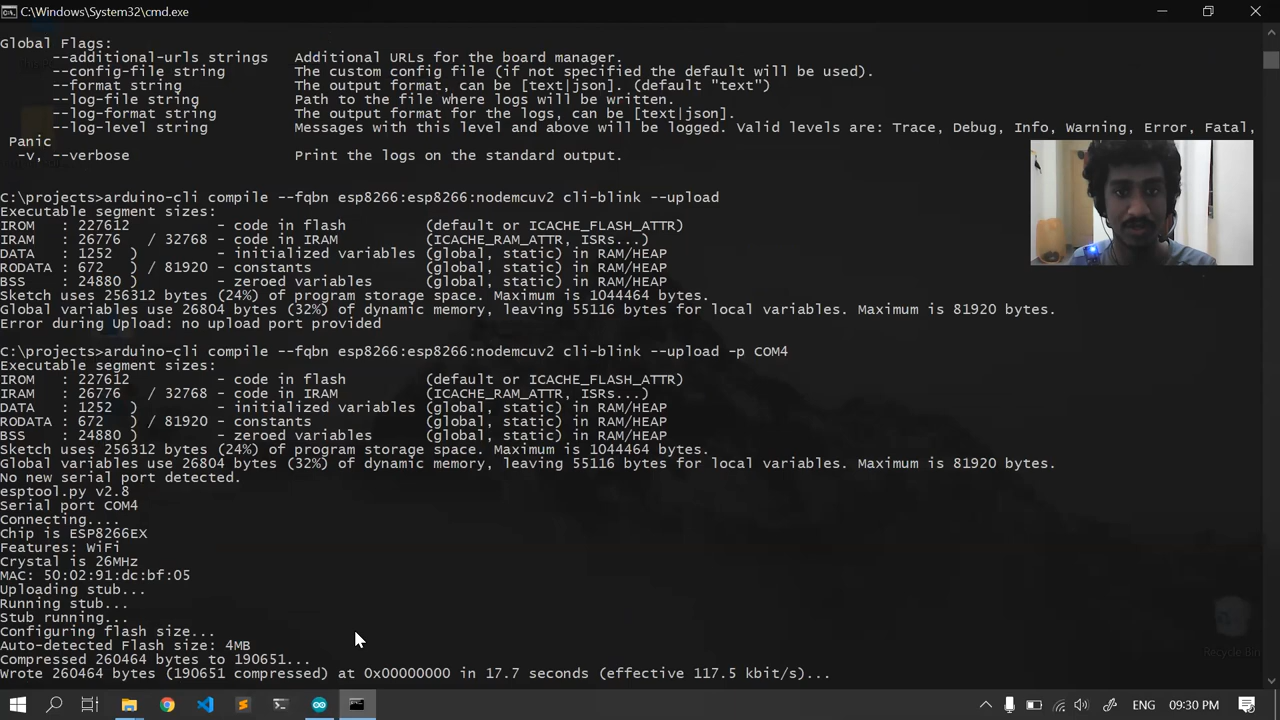 C:\Windows\System32\cmd.exe
Global Flags:
--additional-urls strings Additional URLs for the board manager.
--config-file string The custom config file (if not specified the default will be used).
--format string The output format, can be [text|json]. (default "text")
--log-file string Path to the file where logs will be written.
--log-format string The output format for the logs, can be [text|json].
--log-level string Messages with this level and above will be logged. Valid levels are: Trace, Debug, Info, Warning, Error, Fatal,
Panic
-v, --verbose Print the logs on the standard output.
C:\projects>arduino-cli compile --fqbn esp8266:esp8266:nodemcuv2 cli-blink --upload
Executable segment sizes:
IROM : 227612 - code in flash (default or ICACHE_FLASH_ATTR)
IRAM : 26776 / 32768 - code in IRAM (ICACHE_RAM_ATTR, ISRs...)
DATA : 1252 ) - initialized variables (global, static) in RAM/HEAP
RODATA : 672 ) / 81920 - constants (global, static) in RAM/HEAP
BSS : 24880 ) - zeroed variables (global, static) in RAM/HEAP
Sketch uses 256312 bytes (24%) of program storage space. Maximum is 1044464 bytes.
Global variables use 26804 bytes (32%) of dynamic memory, leaving 55116 bytes for local variables. Maximum is 81920 bytes.
Error during Upload: no upload port provided
C:\projects>arduino-cli compile --fqbn esp8266:esp8266:nodemcuv2 cli-blink --upload -p COM4
Executable segment sizes:
IROM : 227612 - code in flash (default or ICACHE_FLASH_ATTR)
IRAM : 26776 / 32768 - code in IRAM (ICACHE_RAM_ATTR, ISRs...)
DATA : 1252 ) - initialized variables (global, static) in RAM/HEAP
RODATA : 672 ) / 81920 - constants (global, static) in RAM/HEAP
BSS : 24880 ) - zeroed variables (global, static) in RAM/HEAP
Sketch uses 256312 bytes (24%) of program storage space. Maximum is 1044464 bytes.
Global variables use 26804 bytes (32%) of dynamic memory, leaving 55116 bytes for local variables. Maximum is 81920 bytes.
No new serial port detected.
esptool.py v2.8
Serial port COM4
Connecting....
Chip is ESP8266EX
Features: WiFi
Crystal is 26MHz
MAC: 50:02:91:dc:bf:05
Uploading stub...
Running stub...
Stub running...
Configuring flash size...
Auto-detected Flash size: 4MB
Compressed 260464 bytes to 190651...
Wrote 260464 bytes (190651 compressed) at 0x00000000 in 17.7 seconds (effective 117.5 kbit/s)...
Recycle Bin
ENG 09:30 PM